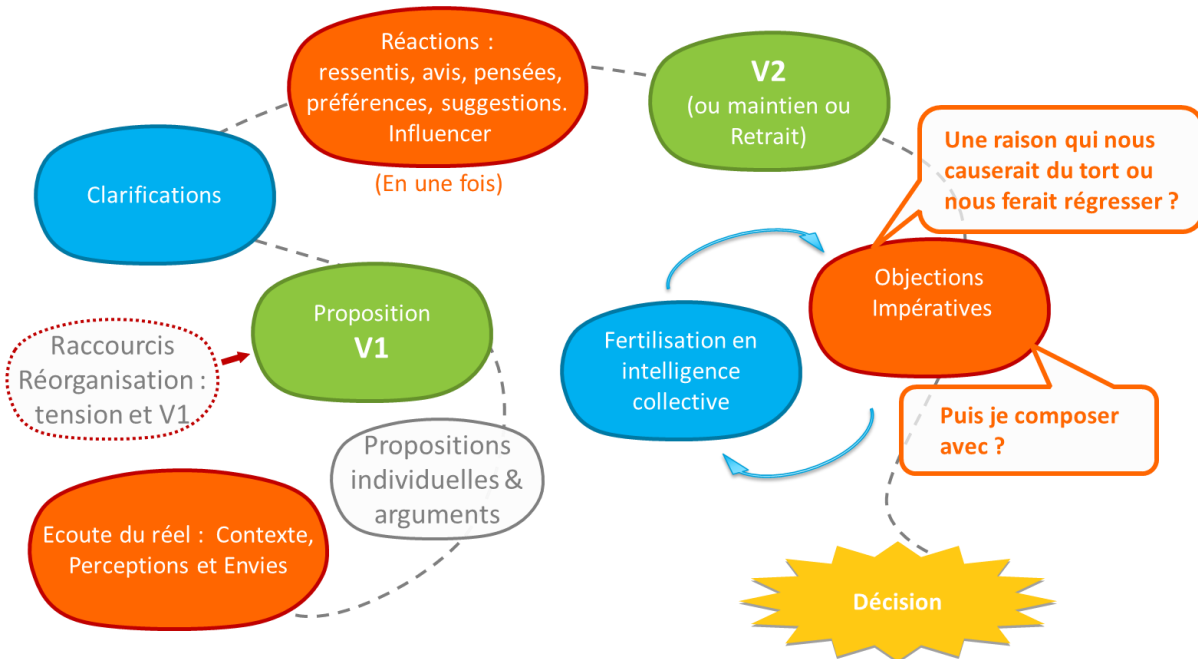 Réactions :
ressentis, avis, pensées,
préférences, suggestions.
Influencer
(En une fois)
V2
(ou maintien ou
Retrait)
Une raison qui nous
causerait du tort ou
nous ferait régresser ?
Clarifications
Proposition
V1
Raccourcis
Réorganisation :
tension et V1
Propositions
individuelles &
arguments
Ecoute du réel :  Contexte,
Perceptions et Envies
Fertilisation en
intelligence
collective
Objections
Impératives
Puis je composer
avec ?
Décision